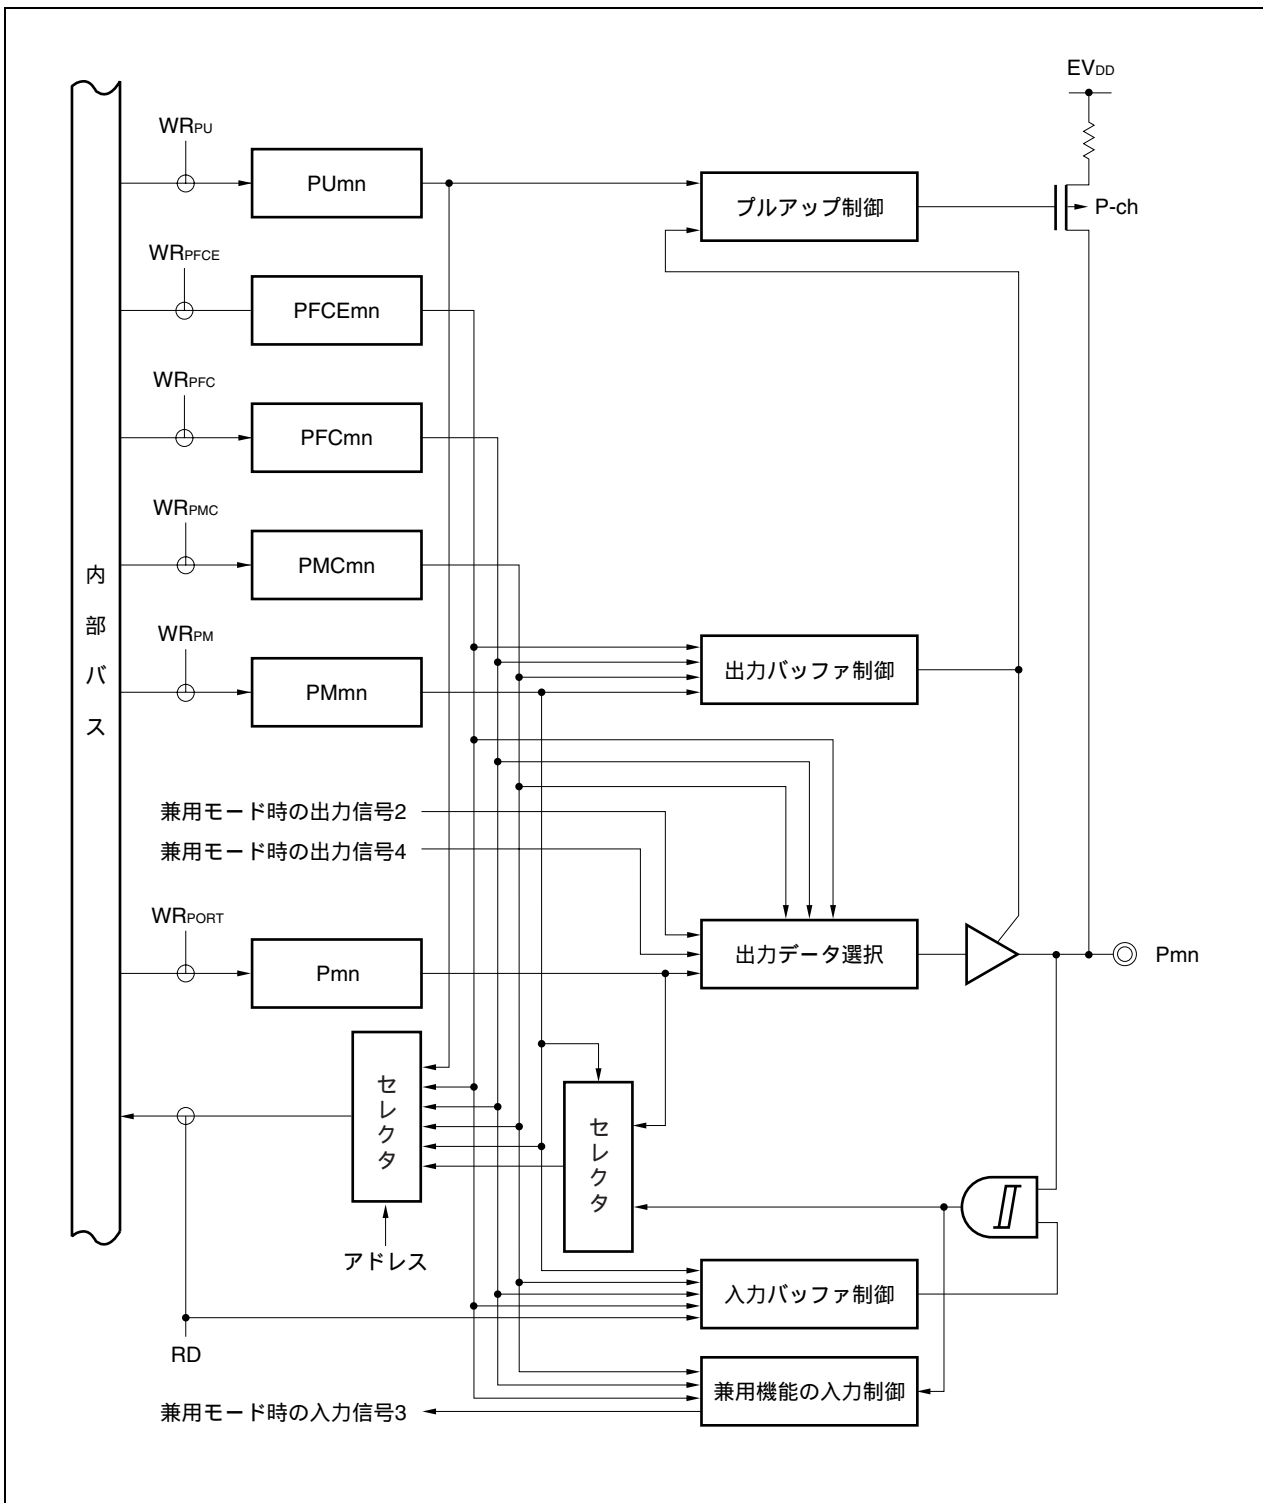 EVDD
WRPU
PUmn
プルアップ制御
P-ch
WRPFCE
PFCEmn
WRPFC
PFCmn
WRPMC
PMCmn
内部バス
WRPM
PMmn
出力バッファ制御
兼用モード時の出力信号2
兼用モード時の出力信号4
WRPORT
Pmn
出力データ選択
Pmn
セレクタ
セレクタ
アドレス
入力バッファ制御
RD
兼用機能の入力制御
兼用モード時の入力信号3